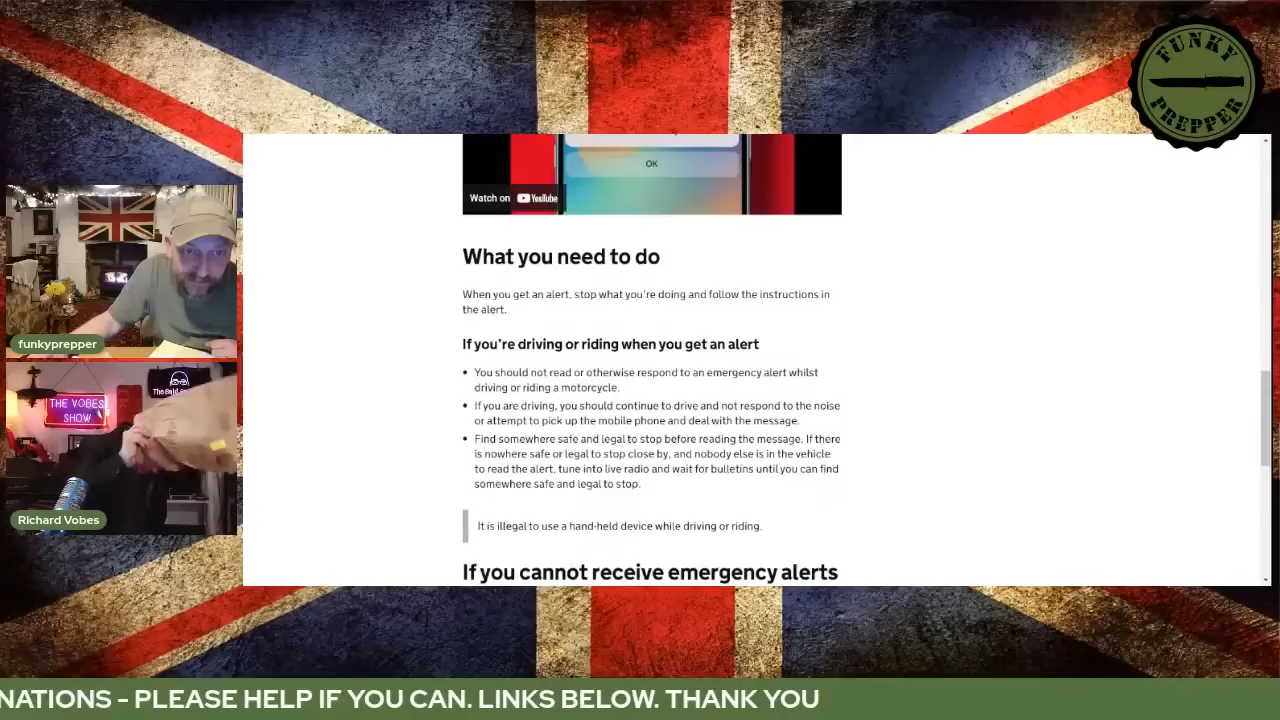 FUNKY
PREPPER
OK
Watch on YouTube
What you need to do
When you get an alert, stop what you're doing and follow the instructions in
the alert.
If you're driving or riding when you get an alert
You should not read or otherwise respond to an emergency alert whilst
driving or riding a motorcycle.
If you are driving, you should continue to drive and not respond to the noise
or attempt to pick up the mobile phone and deal with the message.
Find somewhere safe and legal to stop before reading the message. If there
is nowhere safe or legal to stop close by, and nobody else is in the vehicle
to read the alert, tune into live radio and wait for bulletins until you can find
somewhere safe and legal to stop.
It is illegal to use a hand-held device while driving or riding.
If you cannot receive emergency alerts
funkyprepper
THE VOBES
SHOW
The Bald
Richard Vobes
NATIONS - PLEASE HELP IF YOU CAN. LINKS BELOW. THANK YOU